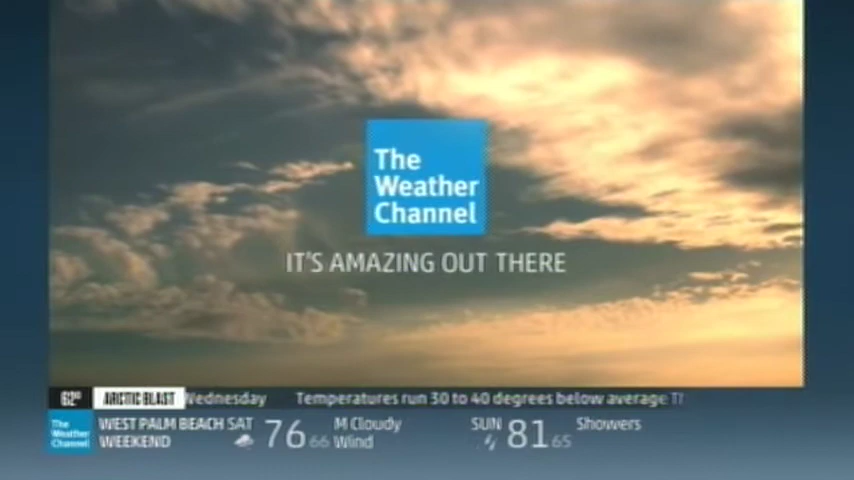 The
Weather
Channel
IT'S AMAZING OUT THERE
62° ARCTIC BLAST Wednesday Temperatures run 30 to 40 degrees below average
The
Weather
Channel
WEST PALM BEACH SAT 76 66 M Cloudy SUN 81 65 Showers
WEEKEND Wind